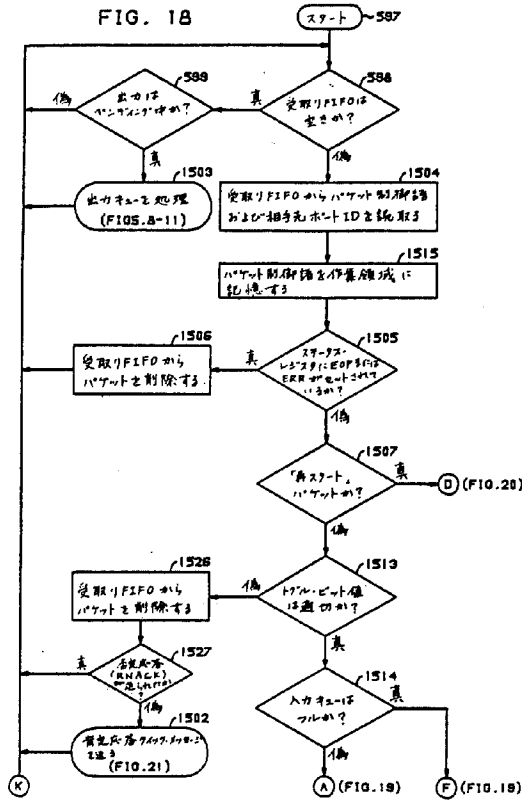 FIG. 18
スタート
597
599
598
出力は
ペンディング中か?
偽
真
受取りFIFOは
空きか?
真
偽
1503
出力キューを処理
(FIGS.8-11)
1504
受取りFIFOからパケット制御語
および相手先ポートIDを読取る
1515
パケット制御語を作業領域に
記憶する
1506
受取りFIFOから
パケットを削除する.
真
1505
ステータス・
レジスタにEOPまたは
ERRがセットされて
いるか?
偽
1507
「再スタート」
パケットか?
真
D (FIG.20)
偽
1526
受取りFIFOから
パケットを削除する
偽
1513
トグル・ビット値
は適切か?
真
1527
否定応答
(RNACK)
?
真
偽
1514
入力キューは
フルか?
真
偽
1502
否定応答クイック・メッセージ
を送る
(FIG.21)
K
A (FIG.19)
F (FIG.19)